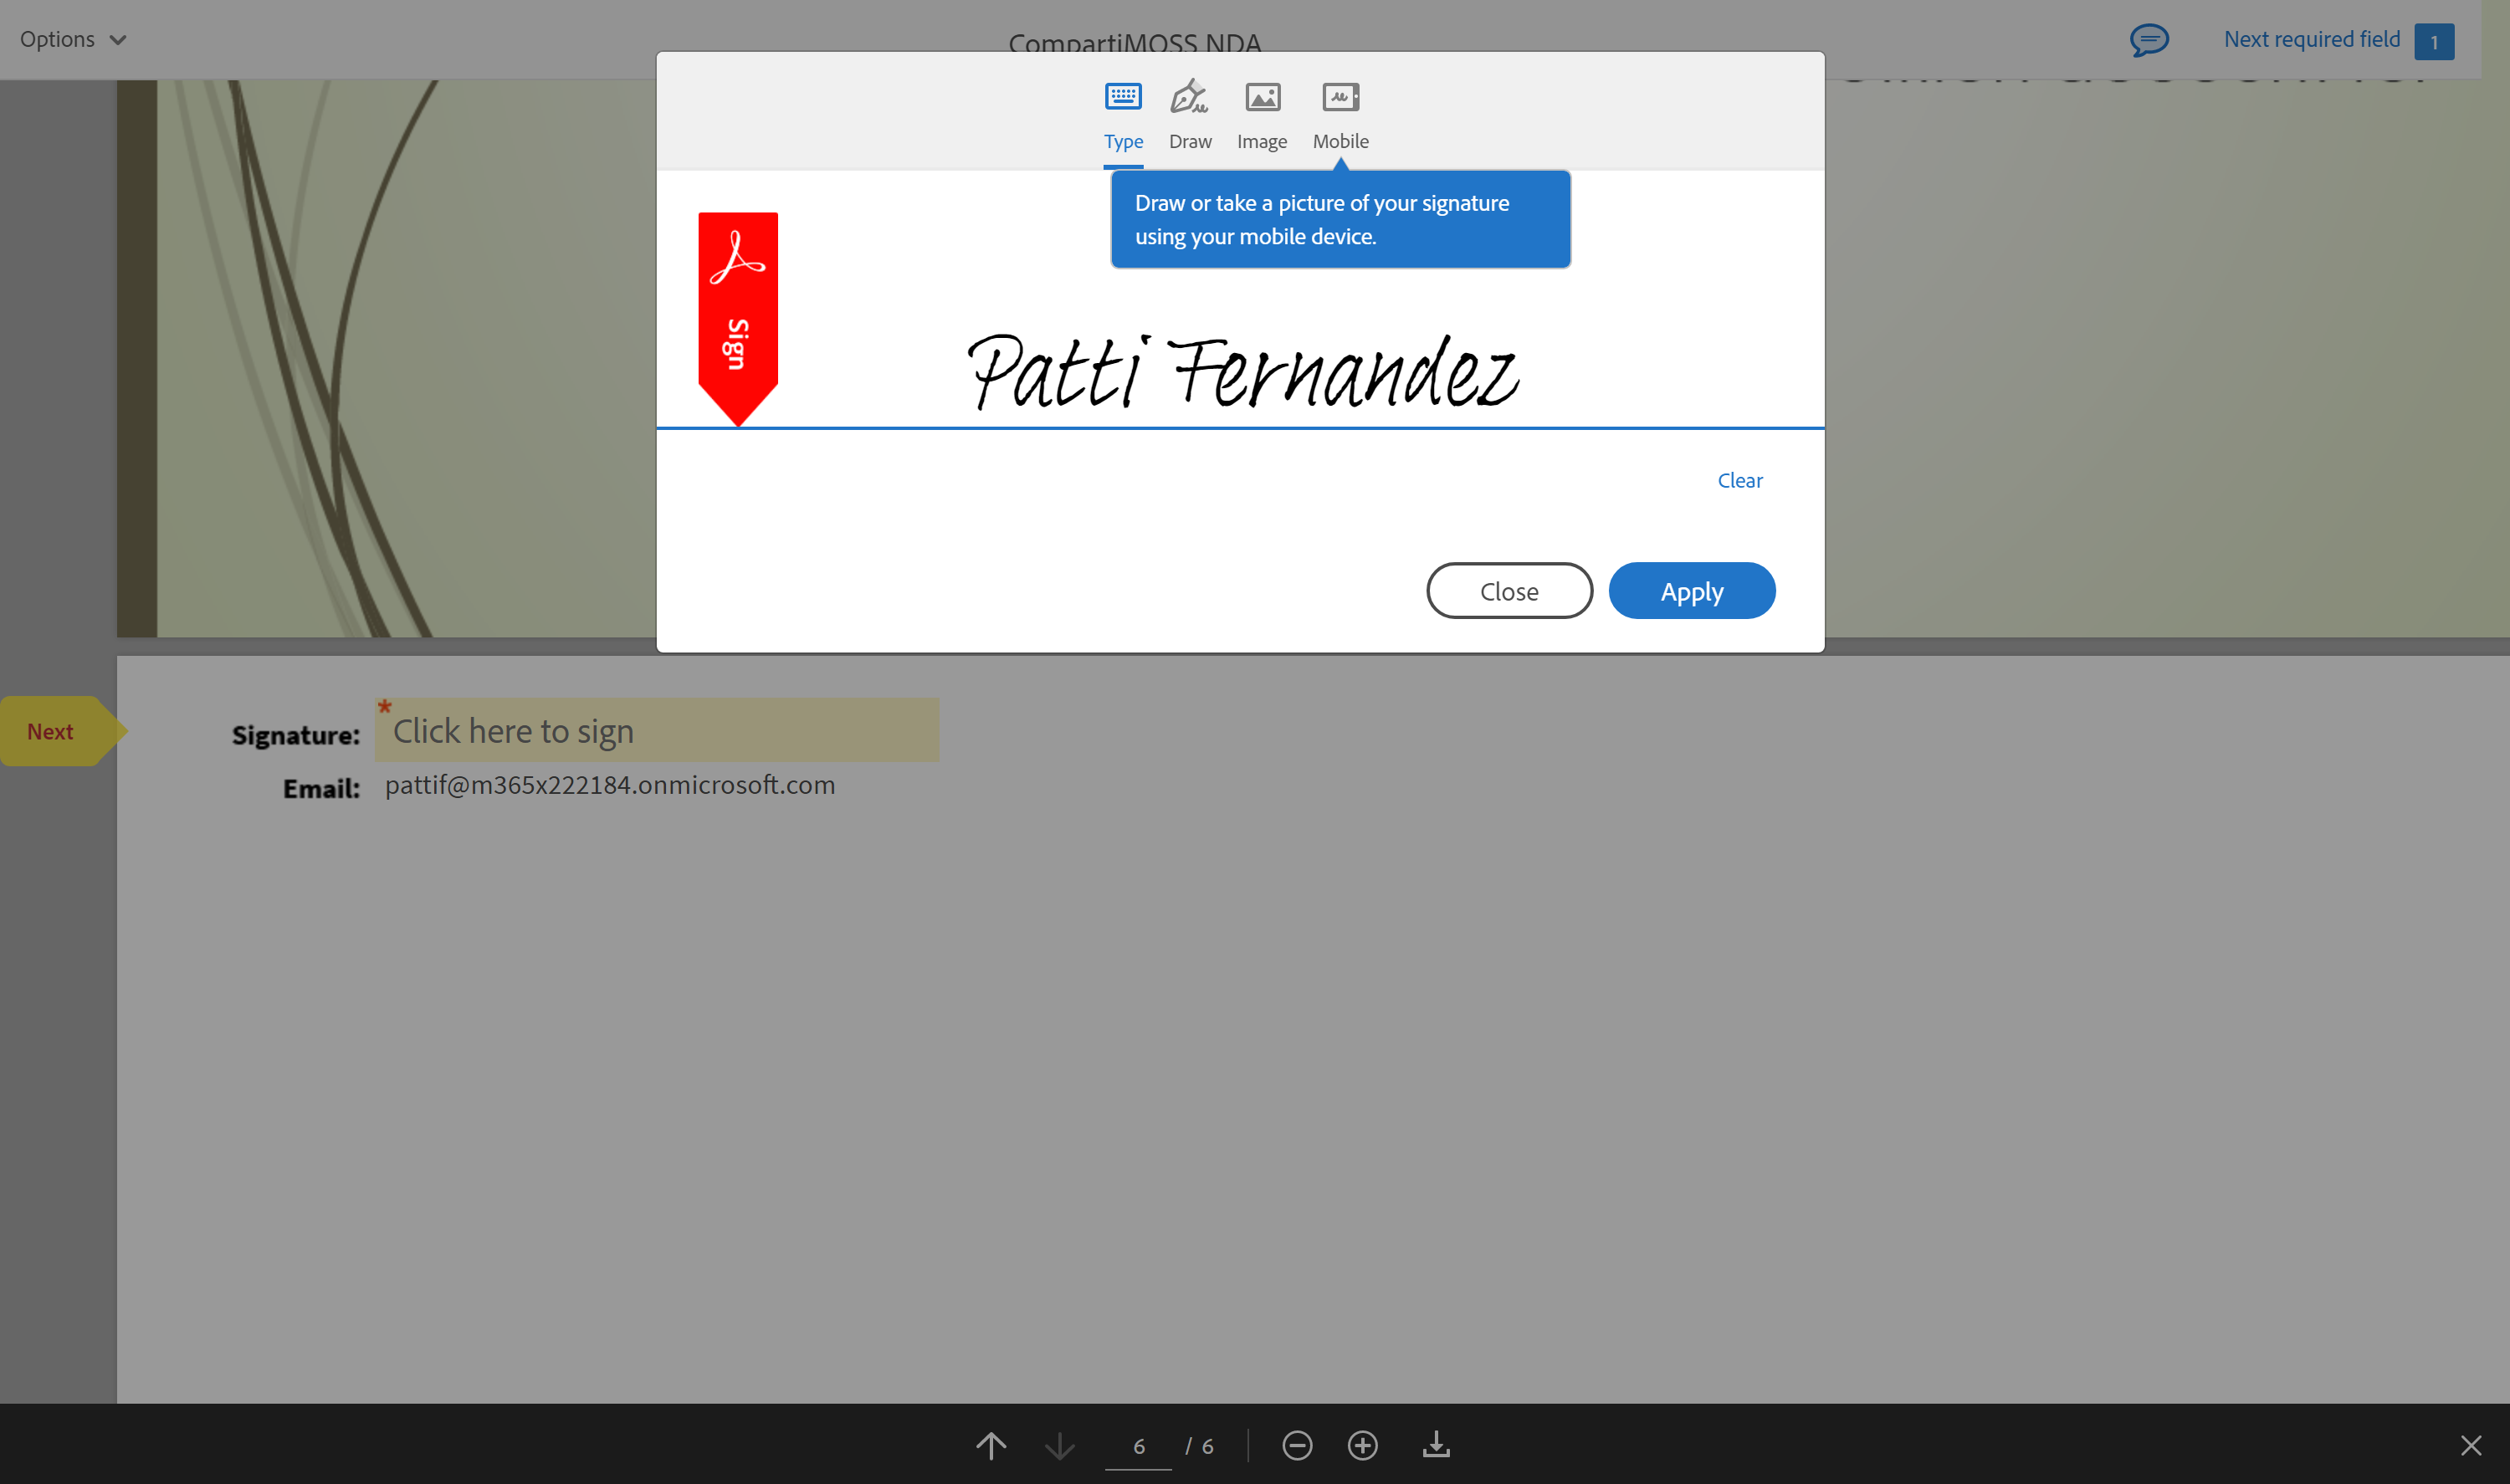 Options
CompartiMOSS NDA
Next required field 1
Type Draw Image Mobile
Draw or take a picture of your signature
using your mobile device.
Sign
Patti Fernandez
Clear
Close Apply
Next
Signature: * Click here to sign
Email: pattif@m365x222184.onmicrosoft.com
6 / 6